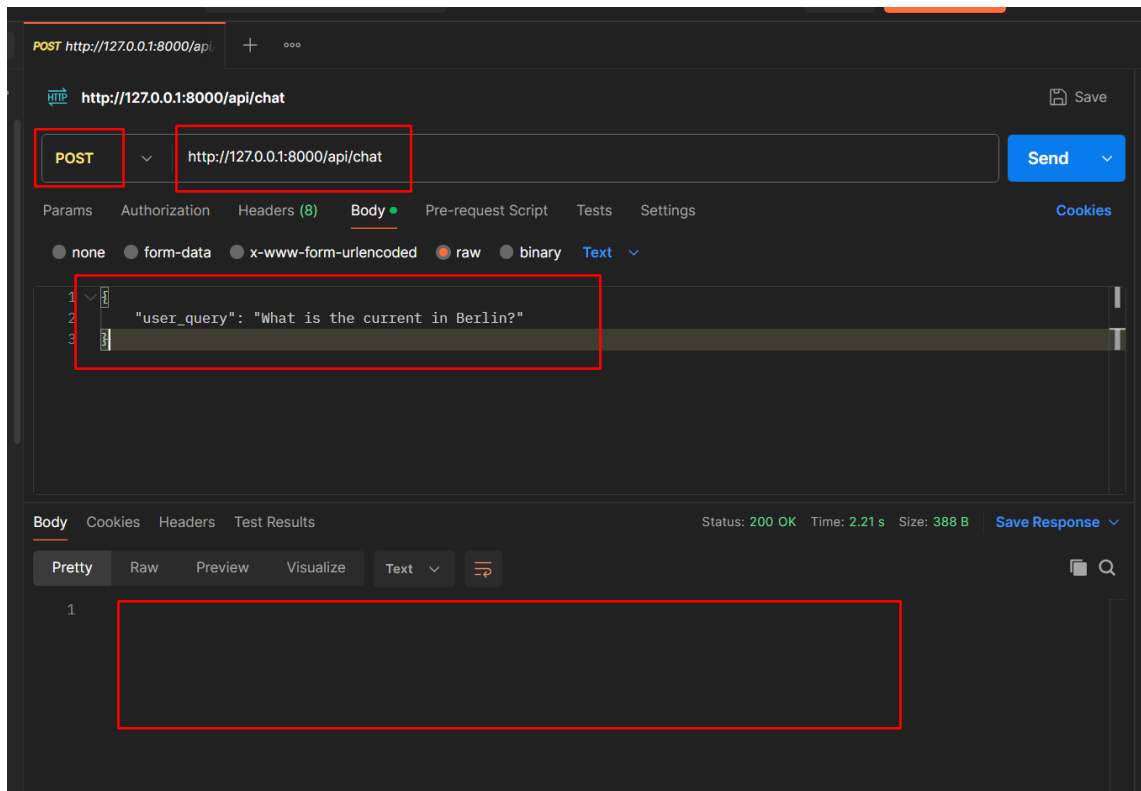 POST http://127.0.0.1:8000/api
http://127.0.0.1:8000/api/chat Save
POST http://127.0.0.1:8000/api/chat Send
Params Authorization Headers (8) Body Pre-request Script Tests Settings Cookies
none form-data x-www-form-urlencoded raw binary Text
1 {
2 "user_query": "What is the current in Berlin?"
3 }
Body Cookies Headers Test Results Status: 200 OK Time: 2.21 s Size: 388 B Save Response
Pretty Raw Preview Visualize Text
1